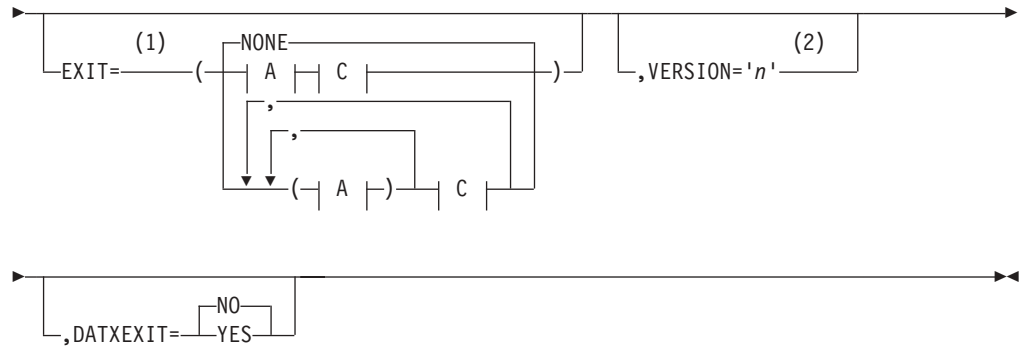 (1) (2)
NONE
EXIT= ( A C ) ,VERSION='n'
,
,
( A ) C
NO
,DATXEXIT= YES